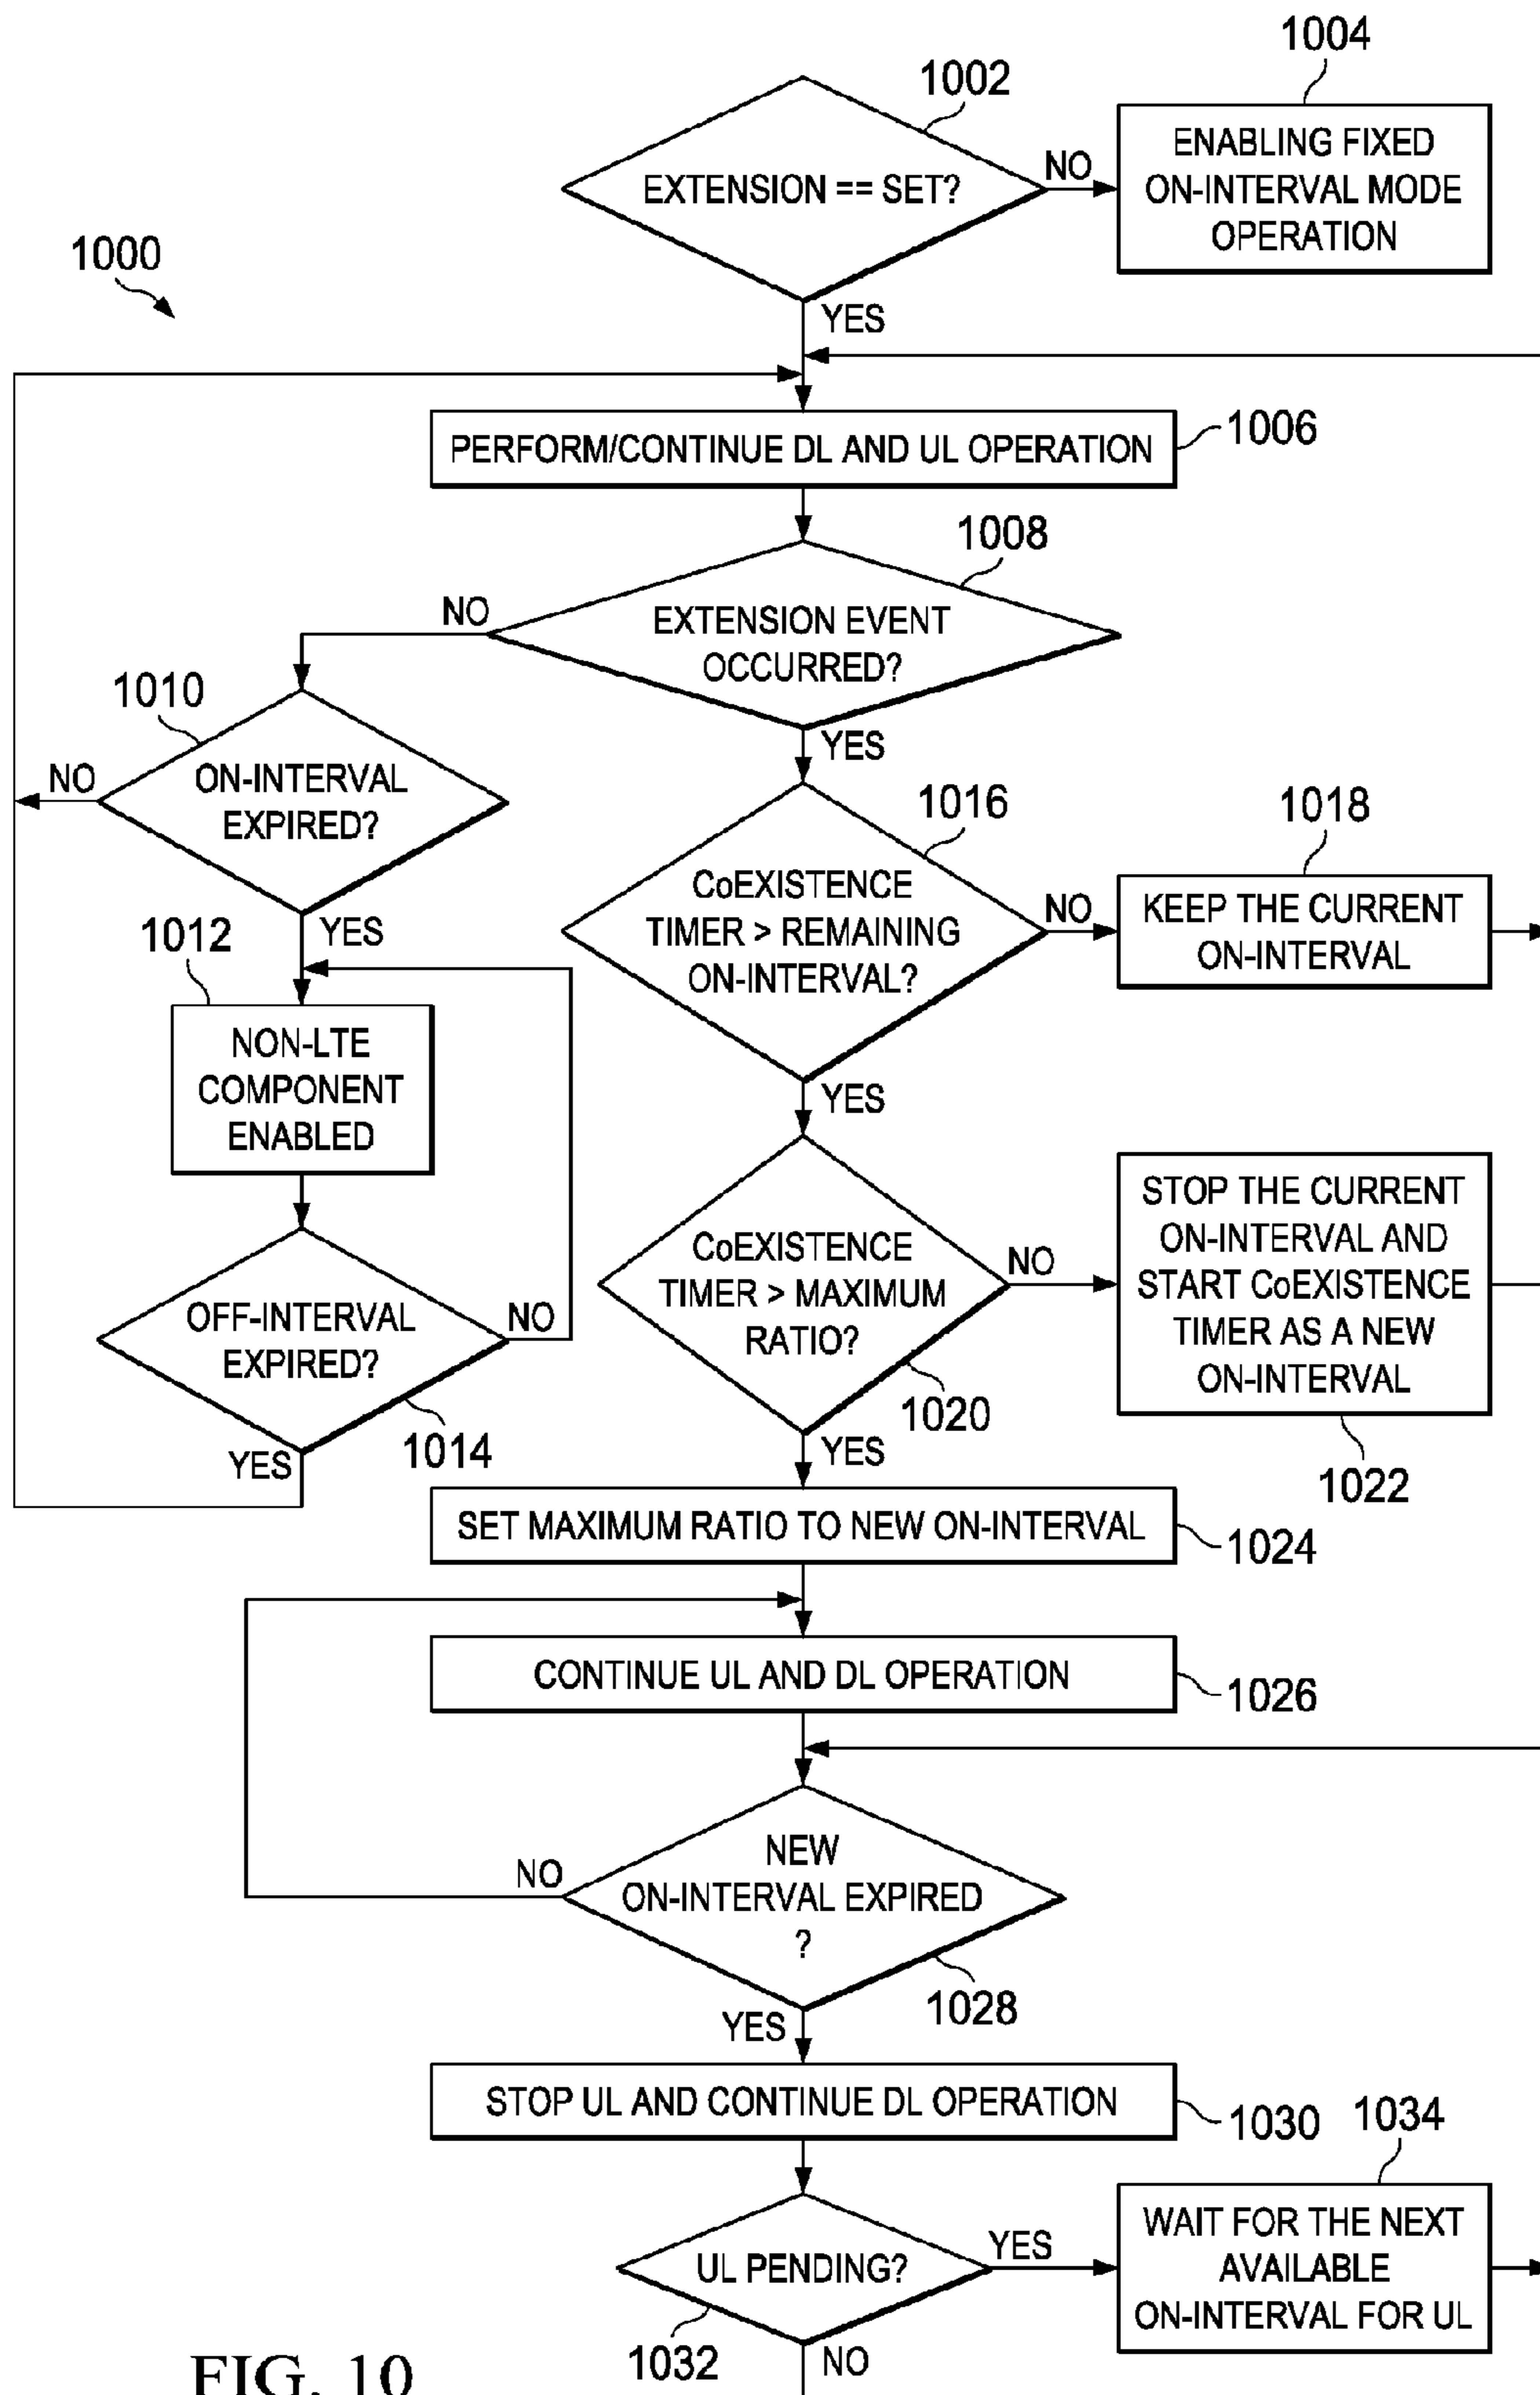 1004
1002
EXTENSION == SET?
NO
ENABLING FIXED
ON-INTERVAL MODE
OPERATION
1000
YES
PERFORM/CONTINUE DL AND UL OPERATION
1006
1008
NO
EXTENSION EVENT
OCCURRED?
1010
YES
NO
ON-INTERVAL
EXPIRED?
1016
1018
CoEXISTENCE
TIMER > REMAINING
ON-INTERVAL?
NO
KEEP THE CURRENT
ON-INTERVAL
1012
YES
NON-LTE
COMPONENT
ENABLED
YES
CoEXISTENCE
TIMER > MAXIMUM
RATIO?
NO
STOP THE CURRENT
ON-INTERVAL AND
START CoEXISTENCE
TIMER AS A NEW
ON-INTERVAL
OFF-INTERVAL
EXPIRED?
NO
1020
1014
YES
YES
1022
SET MAXIMUM RATIO TO NEW ON-INTERVAL
1024
CONTINUE UL AND DL OPERATION
1026
NO
NEW
ON-INTERVAL EXPIRED
?
1028
YES
STOP UL AND CONTINUE DL OPERATION
1030
1034
UL PENDING?
YES
WAIT FOR THE NEXT
AVAILABLE
ON-INTERVAL FOR UL
1032
NO
FIG. 10